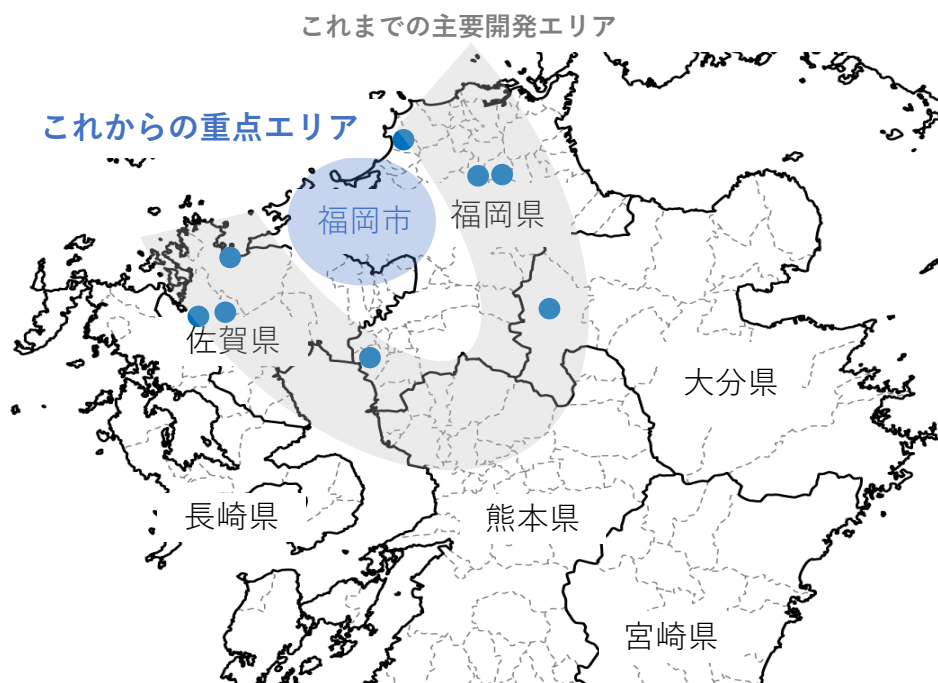 これまでの主要開発エリア
これからの重点エリア
福岡市
福岡県
佐賀県
大分県
長崎県
熊本県
宮崎県